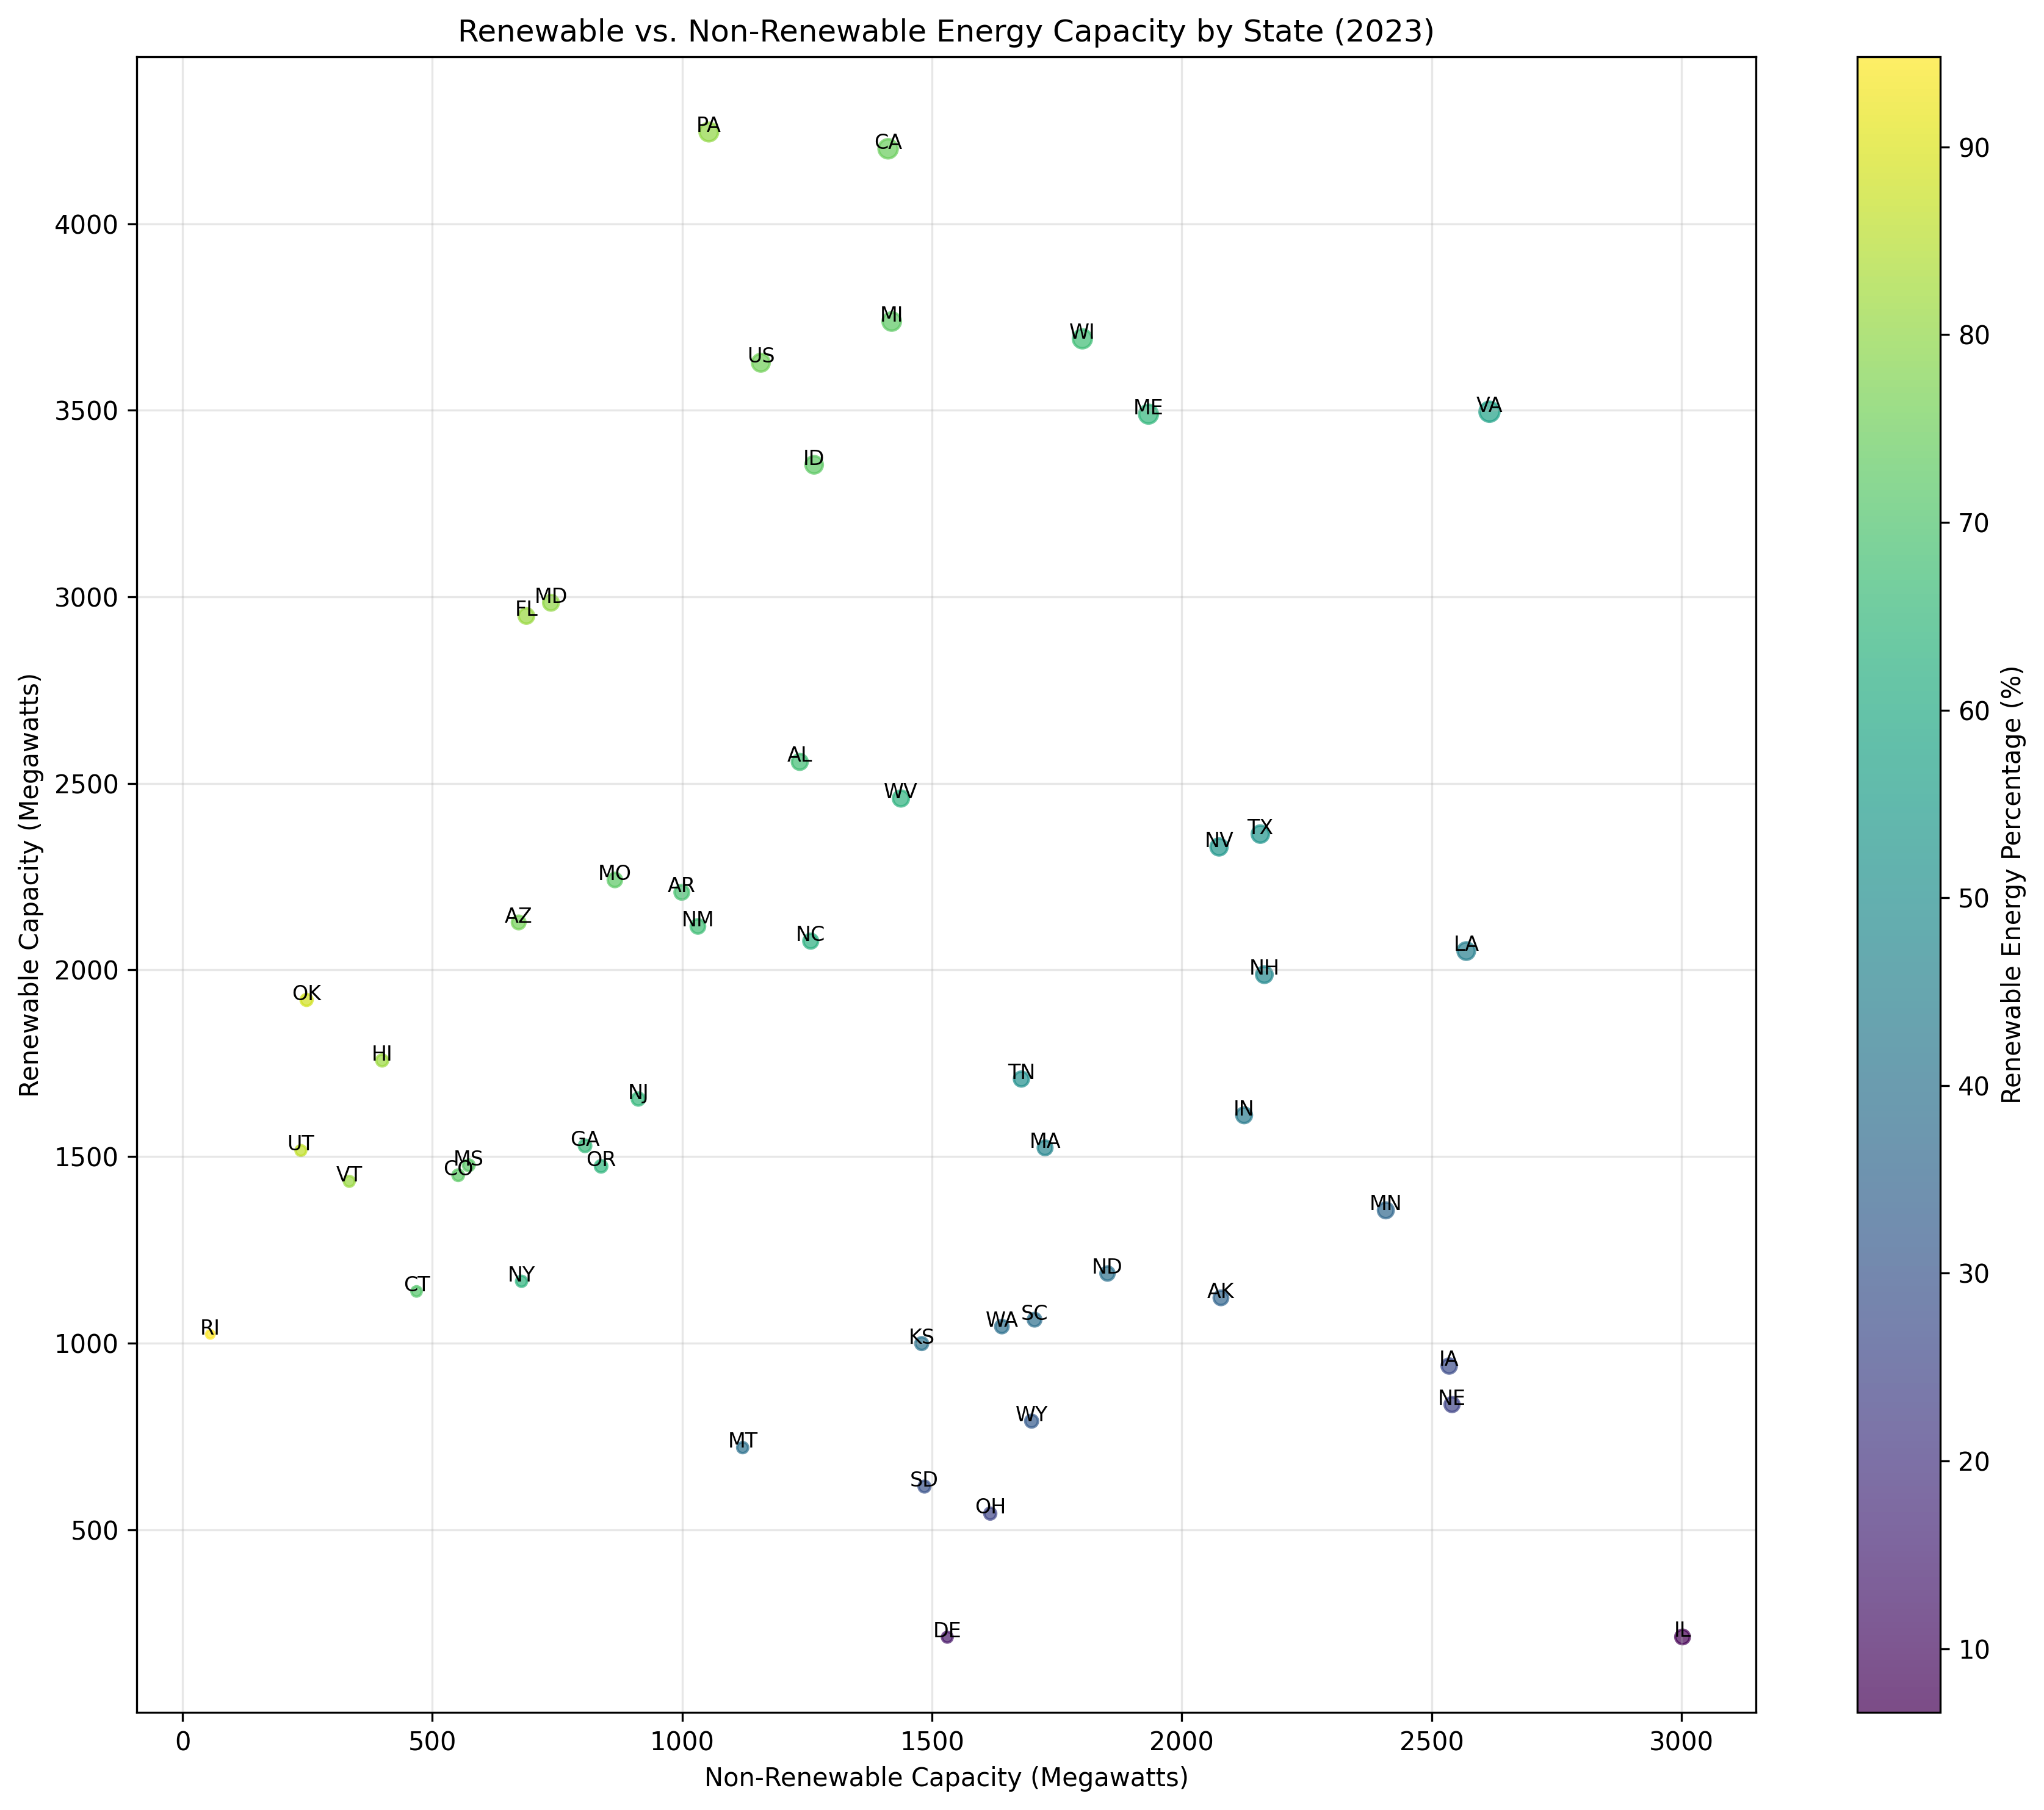 Renewable vs. Non-Renewable Energy Capacity by State (2023)
PA
CA
MI
WI
US
ME
VA
ID
MD
FL
AL
WV
TX
NV
MO
AR
AZ
NM
NC
LA
NH
OK
HI
TN
NJ
IN
GA
MA
UT
MS
OR
CO
VT
MN
CT
NY
ND
AK
RI
SC
WA
KS
IA
NE
WY
MT
SD
OH
DE
IL
4000
3500
3000
2500
2000
1500
1000
500
Renewable Capacity (Megawatts)
0 500 1000 1500 2000 2500 3000
Non-Renewable Capacity (Megawatts)
90
80
70
60
50
40
30
20
10
Renewable Energy Percentage (%)